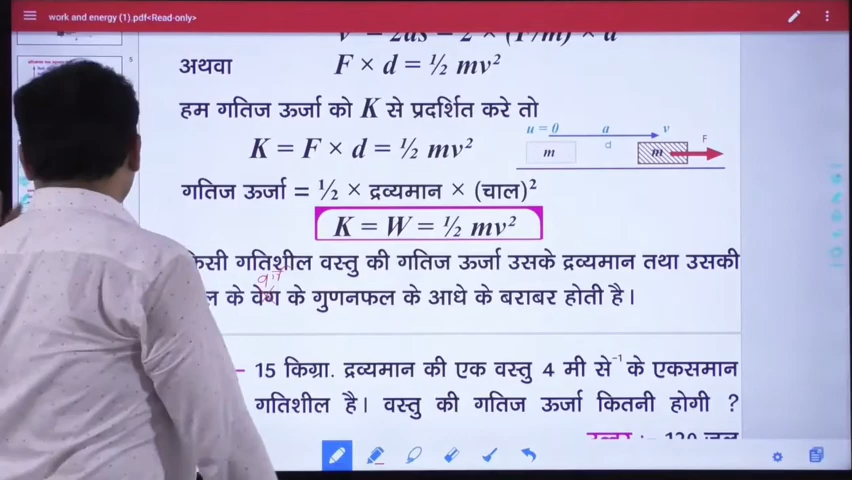 work and energy (1).pdf<Read-only>
5
अथवा F × d = ½ mv²
हम गतिज ऊर्जा को K से प्रदर्शित करे तो
u = 0 a v
K = F × d = ½ mv²
m d m F
गतिज ऊर्जा = ½ × द्रव्यमान × (चाल)²
K = W = ½ mv²
गतिशील वस्तु की गतिज ऊर्जा उसके द्रव्यमान तथा उसकी
के वेग के गुणनफल के आधे के बराबर होती है।
– 15 किग्रा. द्रव्यमान की एक वस्तु 4 मी से⁻¹ के एकसमान
गतिशील है। वस्तु की गतिज ऊर्जा कितनी होगी ?